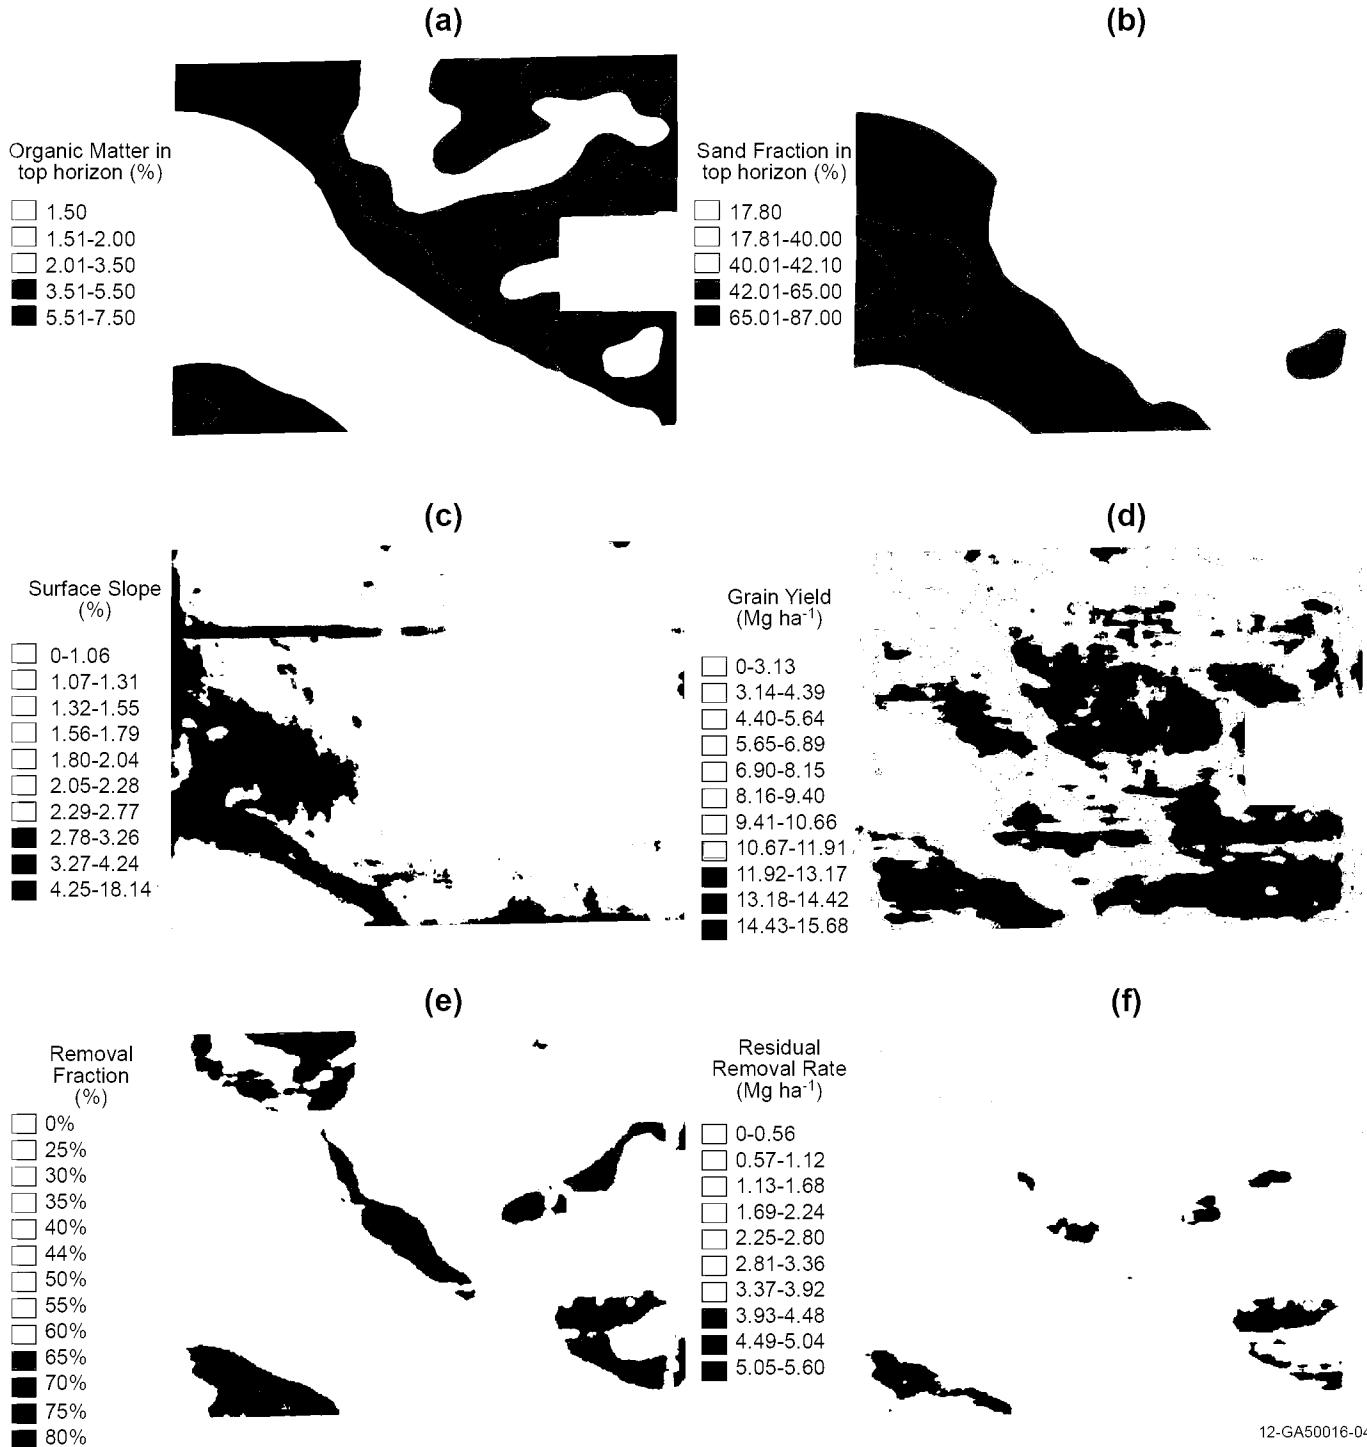 (a)
(b)
Organic Matter in
top horizon (%)
1.50
1.51-2.00
2.01-3.50
3.51-5.50
5.51-7.50
Sand Fraction in
top horizon (%)
17.80
17.81-40.00
40.01-42.10
42.01-65.00
65.01-87.00
(c)
(d)
Surface Slope
(%)
0-1.06
1.07-1.31
1.32-1.55
1.56-1.79
1.80-2.04
2.05-2.28
2.29-2.77
2.78-3.26
3.27-4.24
4.25-18.14
Grain Yield
(Mg ha-1)
0-3.13
3.14-4.39
4.40-5.64
5.65-6.89
6.90-8.15
8.16-9.40
9.41-10.66
10.67-11.91
11.92-13.17
13.18-14.42
14.43-15.68
(e)
(f)
Removal
Fraction
(%)
0%
25%
30%
35%
40%
44%
50%
55%
60%
65%
70%
75%
80%
Residual
Removal Rate
(Mg ha-1)
0-0.56
0.57-1.12
1.13-1.68
1.69-2.24
2.25-2.80
2.81-3.36
3.37-3.92
3.93-4.48
4.49-5.04
5.05-5.60
12-GA50016-04